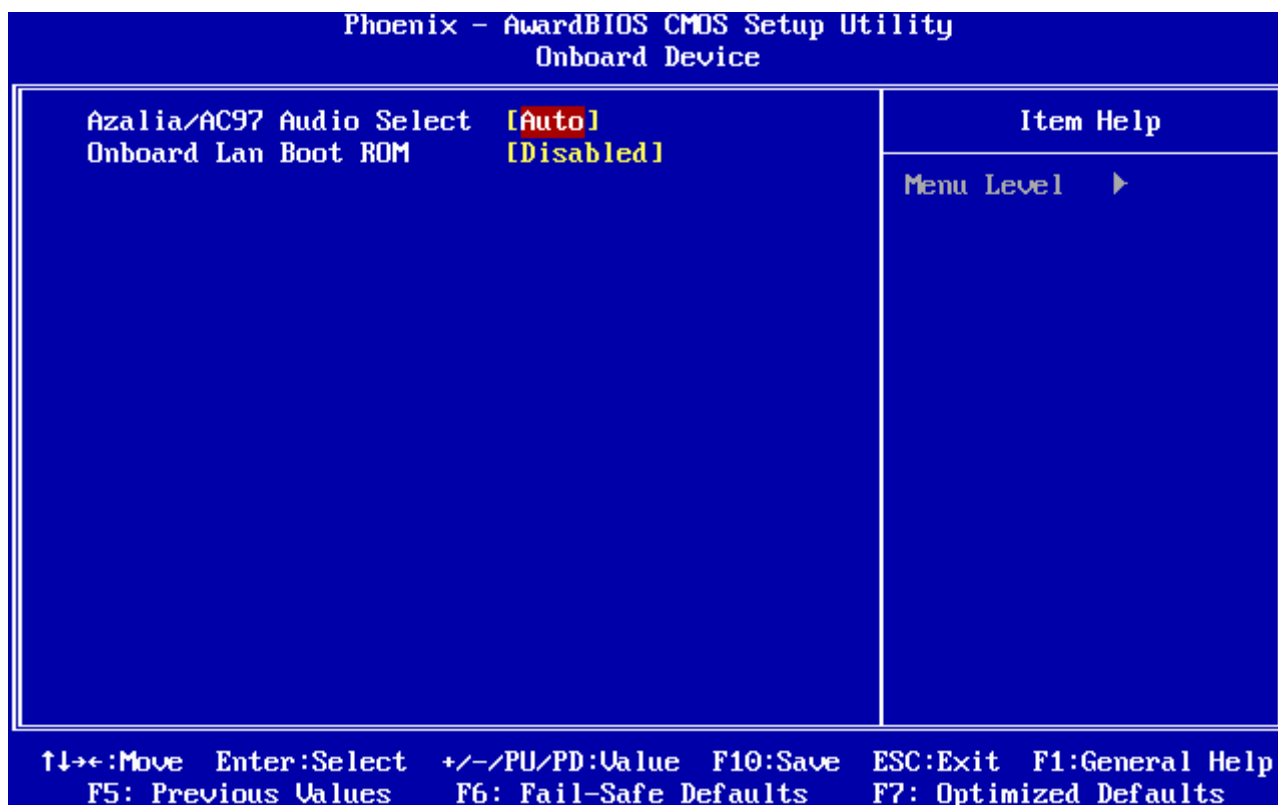 Phoenix - AwardBIOS CMOS Setup Utility
Onboard Device
Azalia/AC97 Audio Select [Auto]
Onboard Lan Boot ROM [Disabled]
Item Help
Menu Level ▶
↑↓→←:Move Enter:Select +/-/PU/PD:Value F10:Save ESC:Exit F1:General Help
F5: Previous Values F6: Fail-Safe Defaults F7: Optimized Defaults